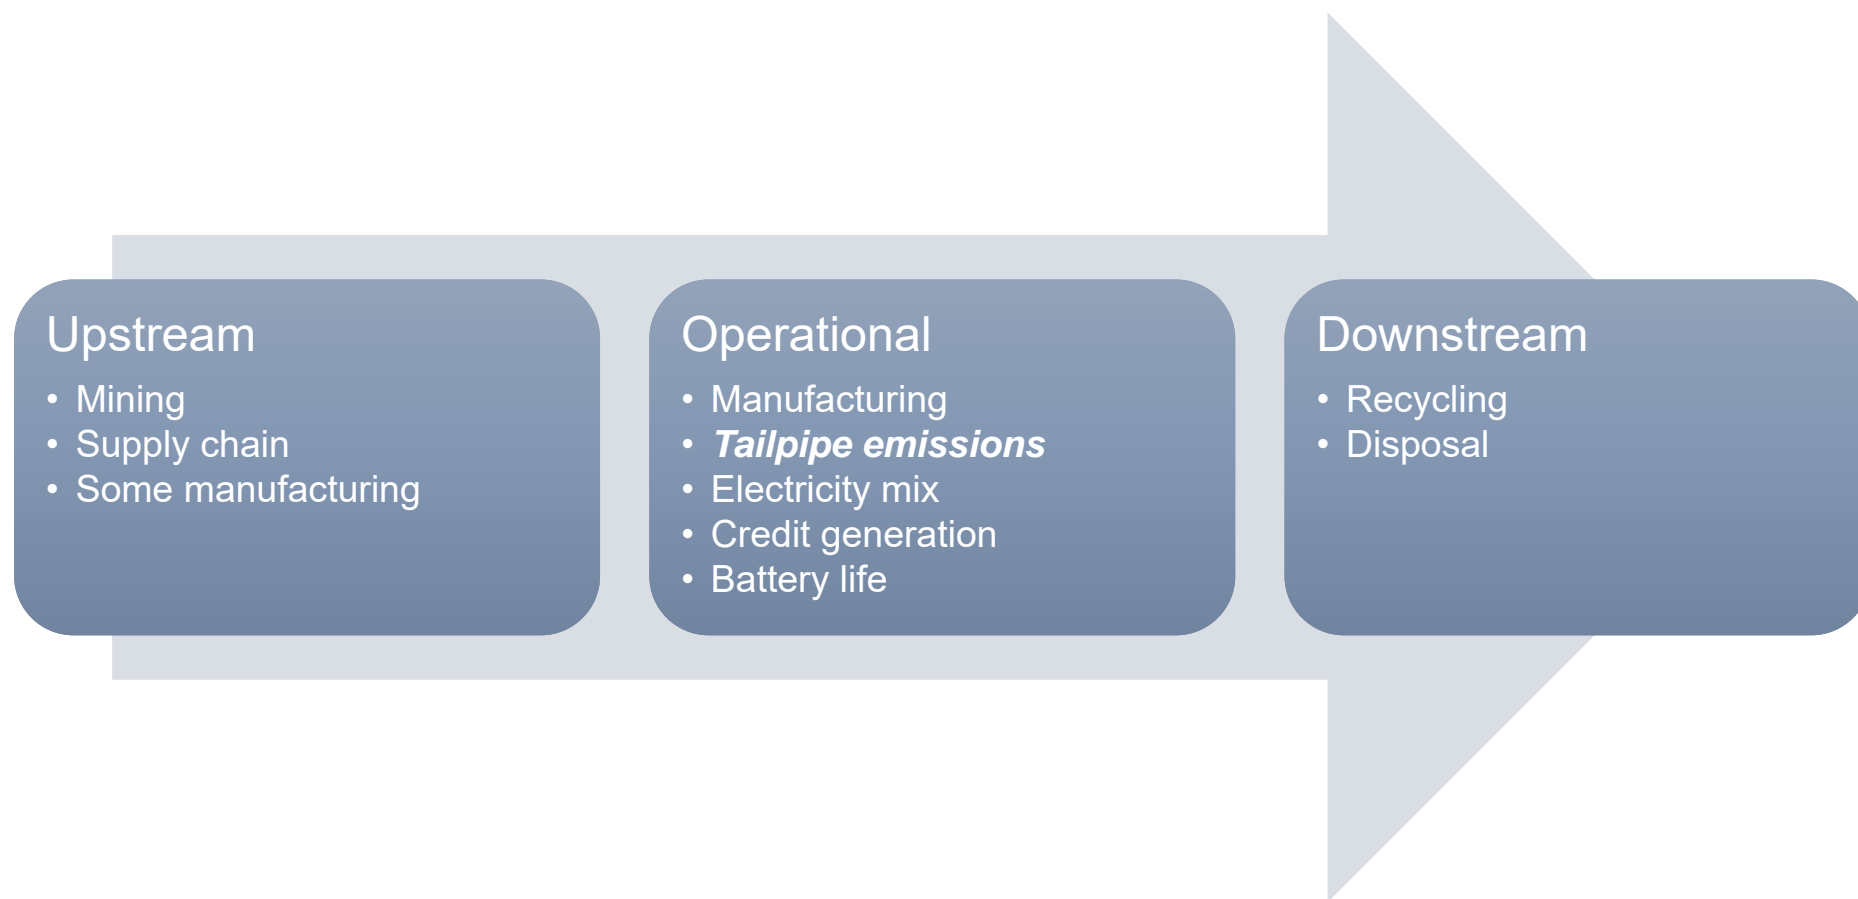 Upstream
• Mining
• Supply chain
• Some manufacturing
Operational
• Manufacturing
• Tailpipe emissions
• Electricity mix
• Credit generation
• Battery life
Downstream
• Recycling
• Disposal